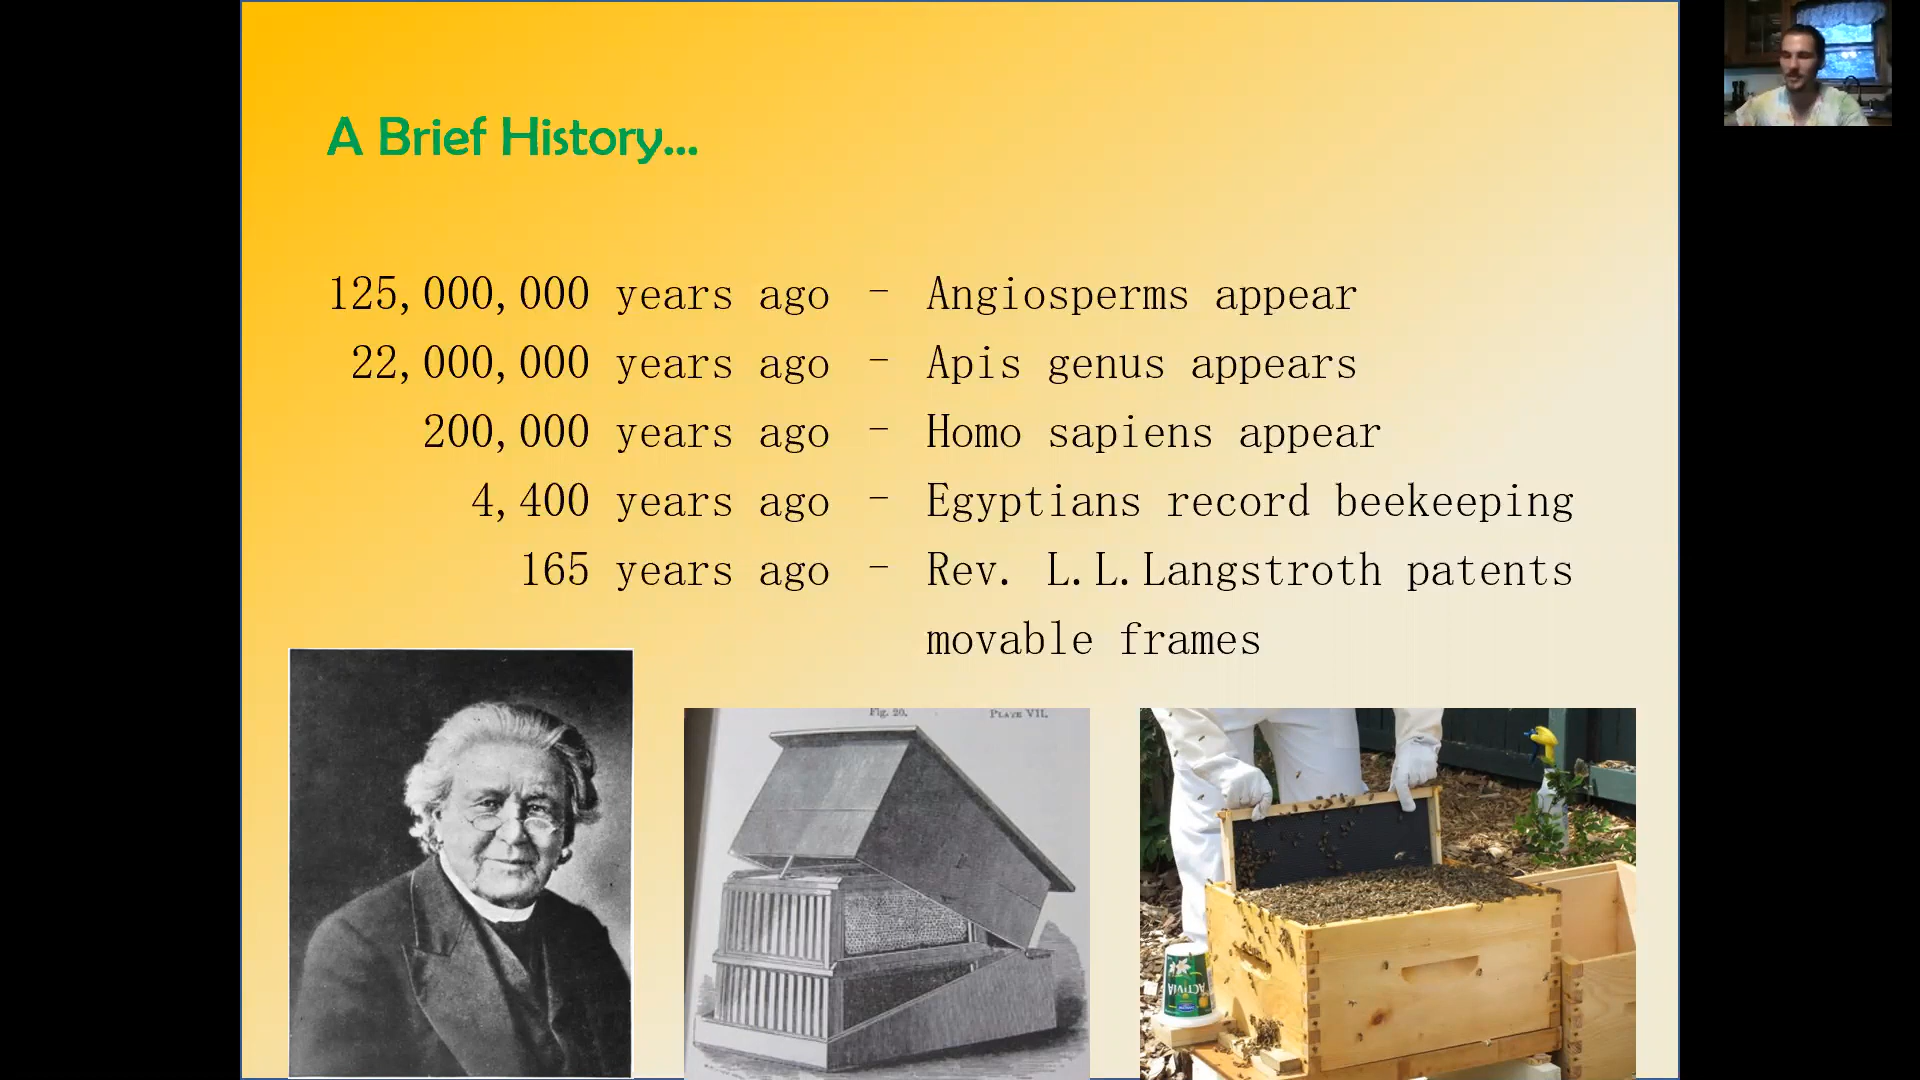 A Brief History...
125,000,000 years ago - Angiosperms appear
22,000,000 years ago - Apis genus appears
200,000 years ago - Homo sapiens appear
4,400 years ago - Egyptians record beekeeping
165 years ago - Rev. L.L.Langstroth patents
movable frames
Fig. 20. PLATE VII.
ACTIVIA